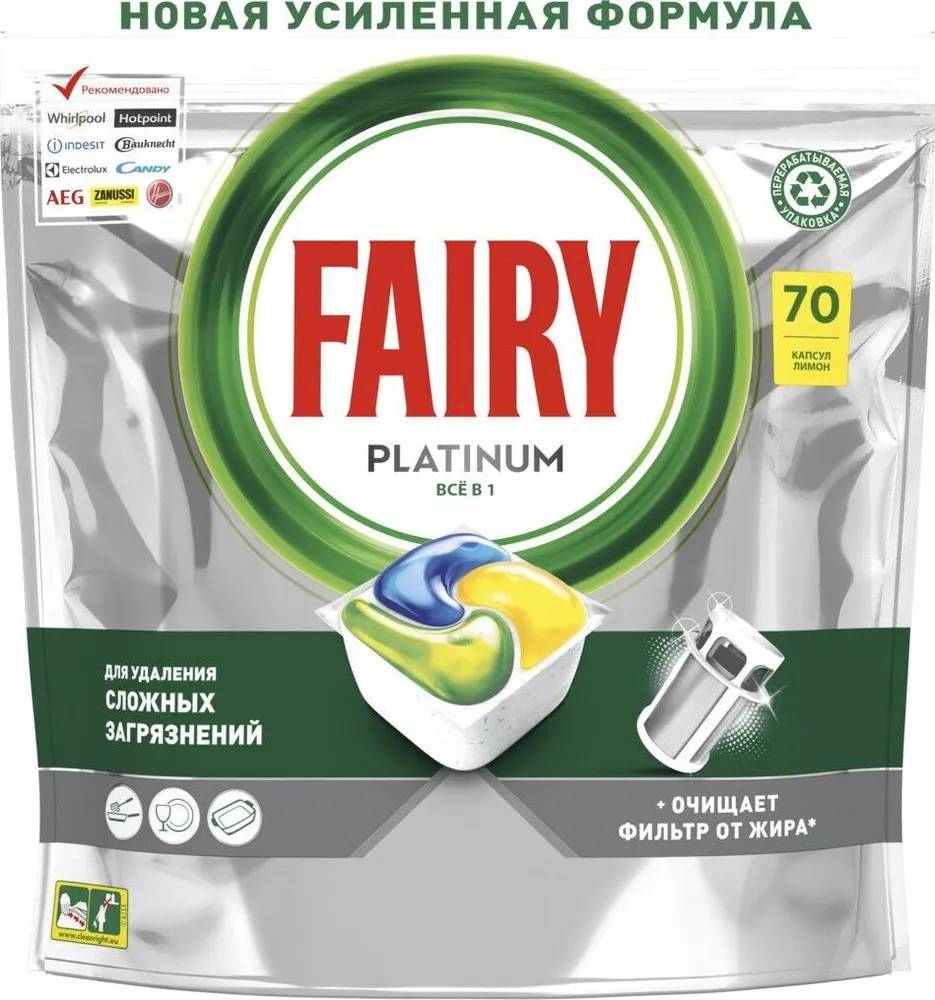 НОВАЯ УСИЛЕННАЯ ФОРМУЛА
Рекомендовано
Whirlpool Hotpoint
indesit Bauknecht
Electrolux CANDY
AEG ZANUSSI
ПЕРЕРАБАТЫВАЕМАЯ
УПАКОВКА**
FAIRY
PLATINUM
ВСЁ В 1
70
КАПСУЛ
ЛИМОН
ДЛЯ УДАЛЕНИЯ
СЛОЖНЫХ
ЗАГРЯЗНЕНИЙ
+ ОЧИЩАЕТ
ФИЛЬТР ОТ ЖИРА*
www.cleanright.eu